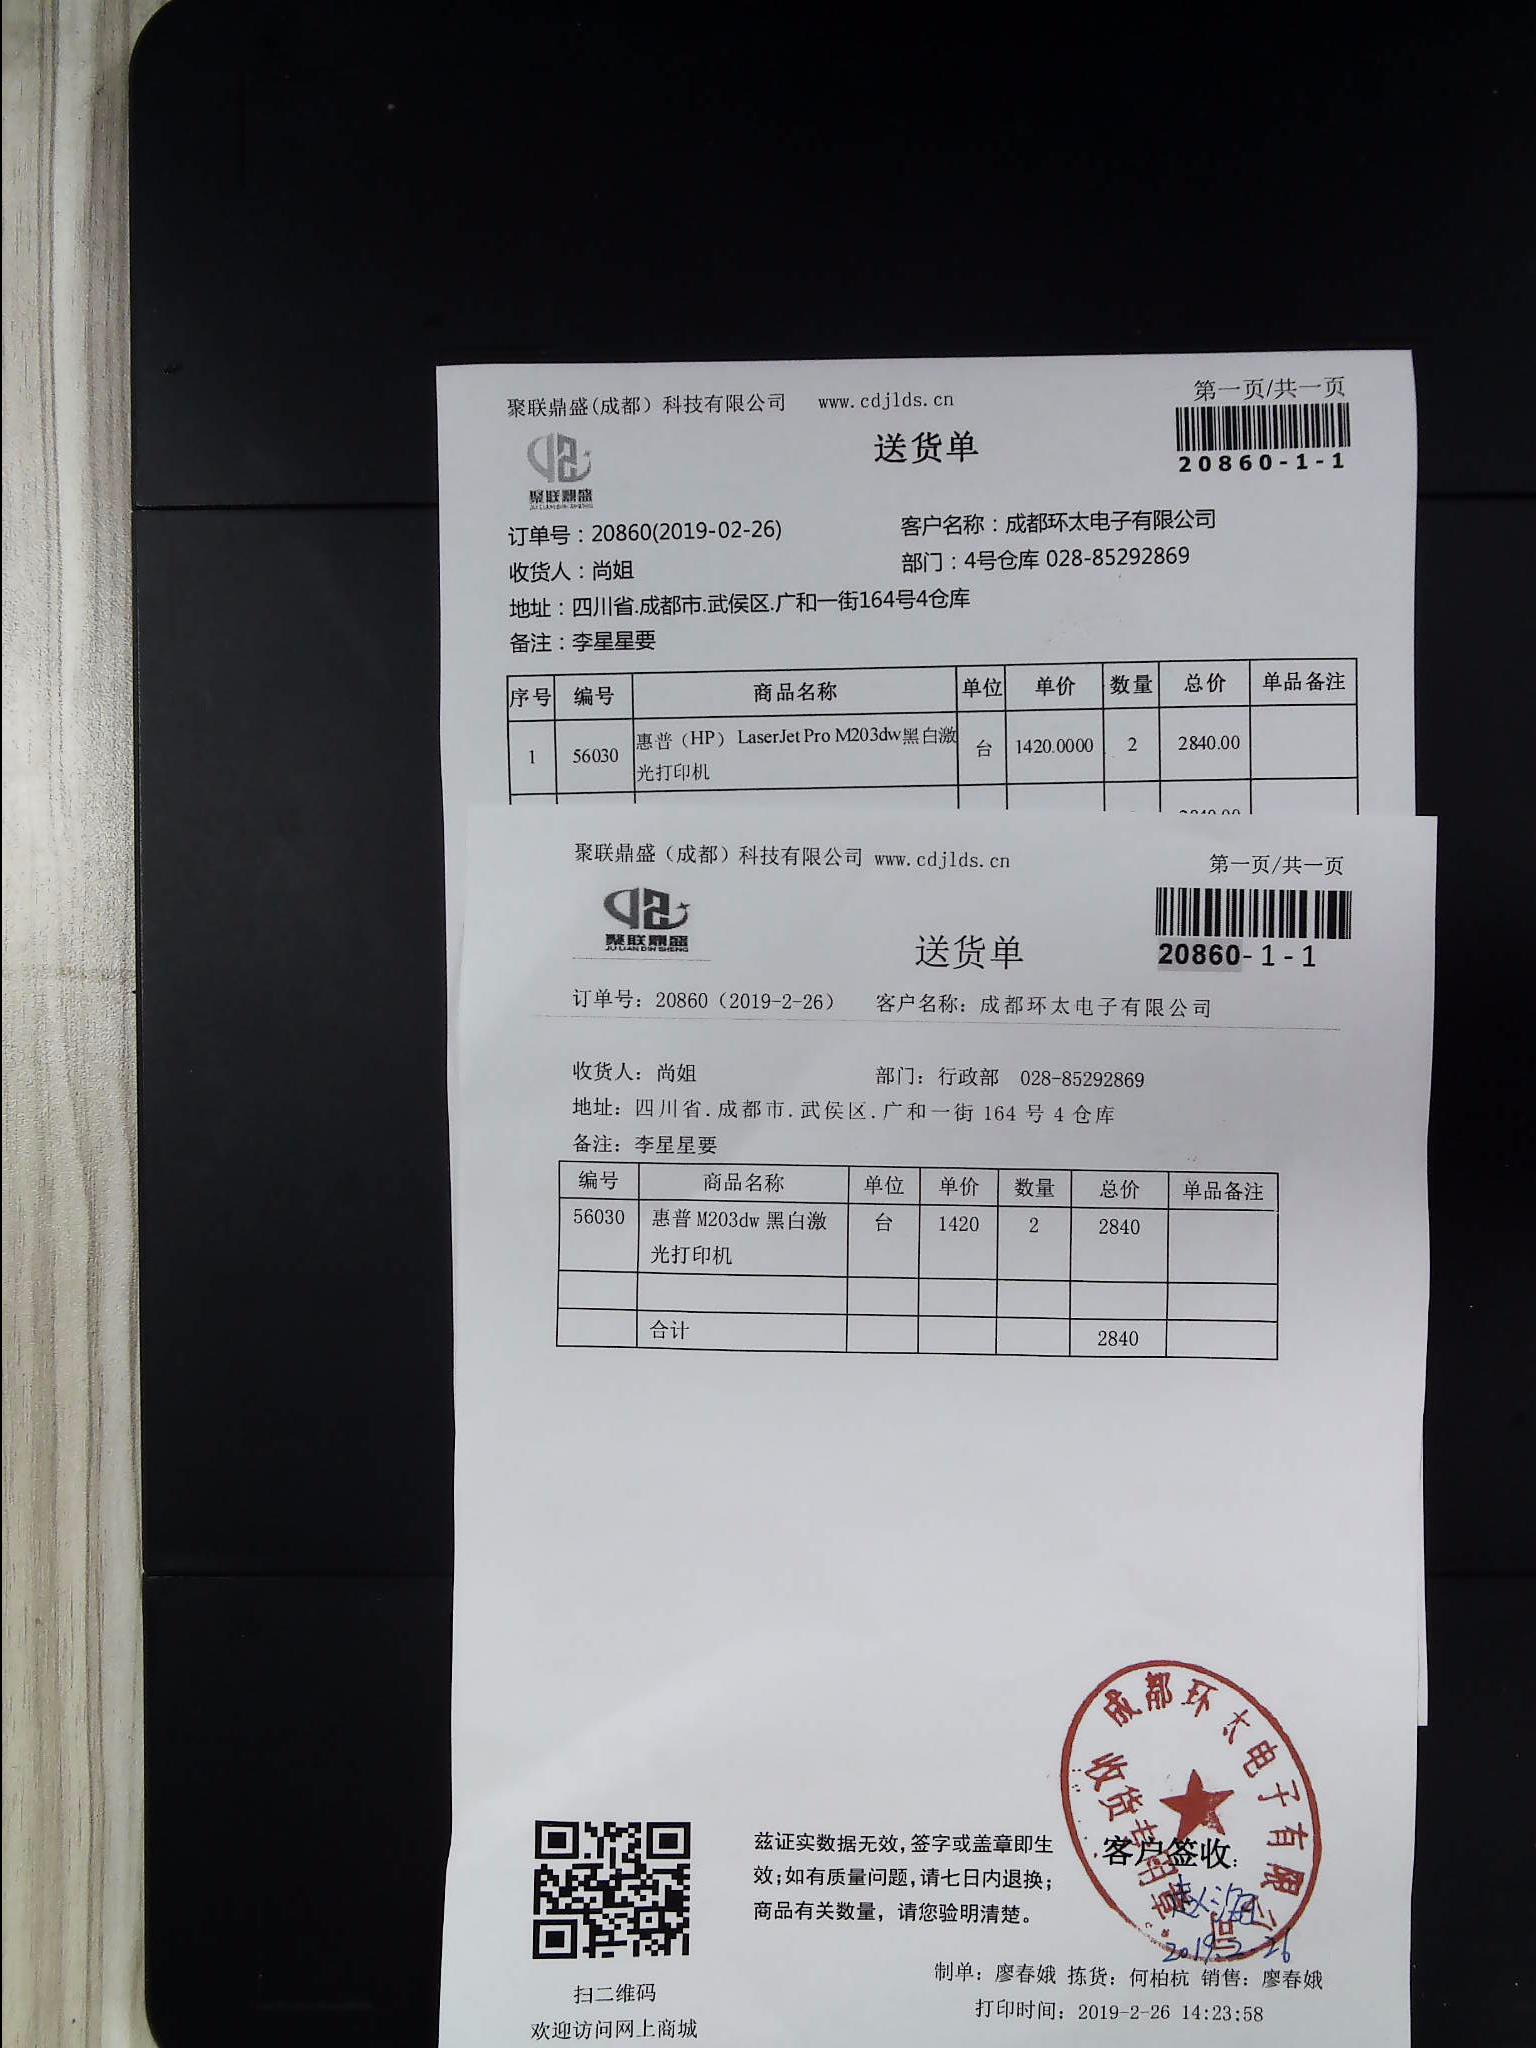 聚联鼎盛(成都）科技有限公司 www.cdjlds.cn
第一页/共一页
聚联鼎盛
送货单
20860-1-1
订单号：20860(2019-02-26)
客户名称：成都环太电子有限公司
收货人：尚姐
部门：4号仓库 028-85292869
地址：四川省.成都市.武侯区.广和一街164号4仓库
备注：李星星要
序号 编号 商品名称 单位 单价 数量 总价 单品备注
1 56030 惠普（HP） LaserJet Pro M203dw黑白激 台 1420.0000 2 2840.00
光打印机
聚联鼎盛（成都）科技有限公司 www.cdjlds.cn
第一页/共一页
聚联鼎盛
JU LIAN DIN SHENG
送货单
20860-1-1
订单号：20860（2019-2-26） 客户名称：成都环太电子有限公司
收货人：尚姐 部门：行政部 028-85292869
地址：四川省.成都市.武侯区.广和一街 164 号 4 仓库
备注：李星星要
编号 商品名称 单位 单价 数量 总价 单品备注
56030 惠普 M203dw 黑白激 台 1420 2 2840
光打印机
合计 2840
成都环太电子有限公司
收货专用章
兹证实数据无效,签字或盖章即生
效;如有质量问题,请七日内退换;
商品有关数量，请您验明清楚。
客户签收:
2019.2 26
制单：廖春娥 拣货：何柏杭 销售：廖春娥
打印时间：2019-2-26 14:23:58
扫二维码
欢迎访问网上商城